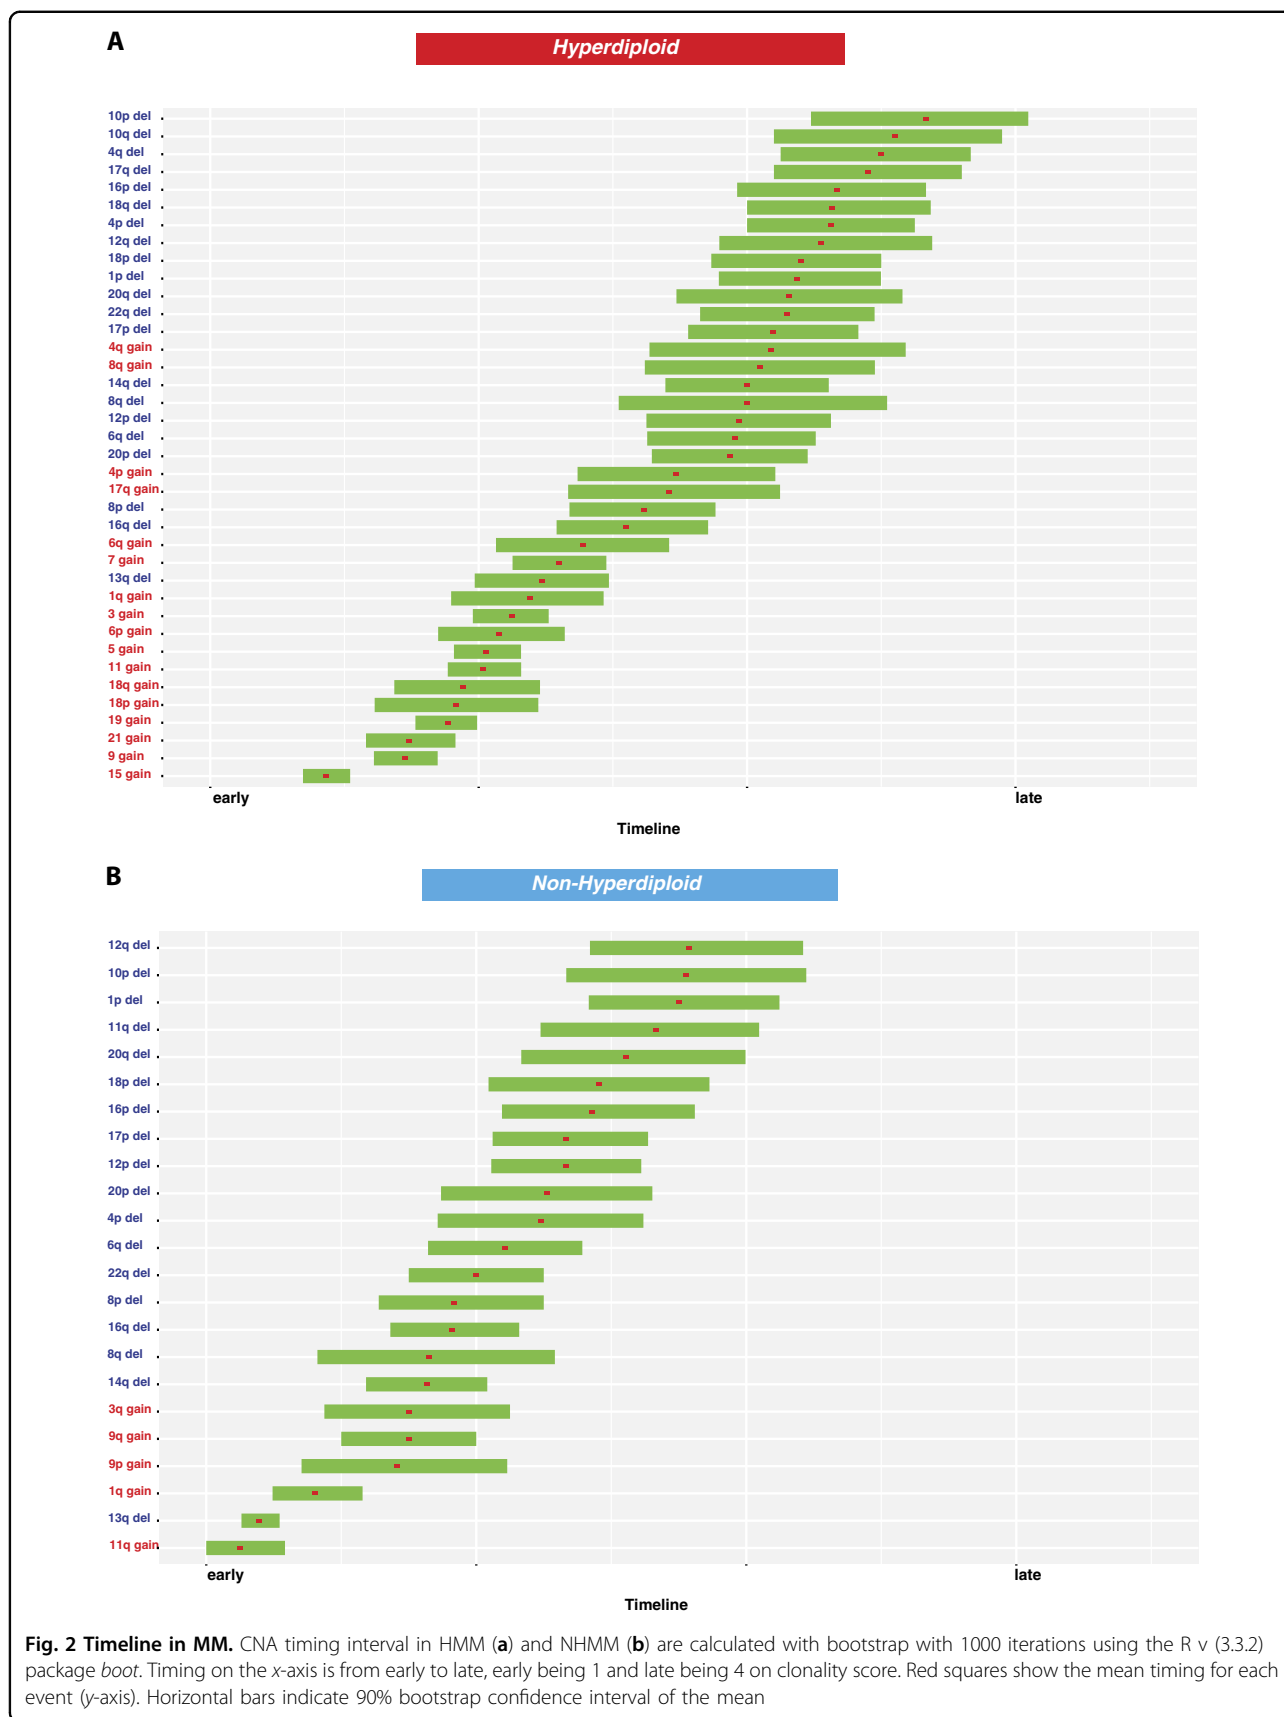 A
Hyperdiploid
10p del
10q del
4q del
17q del
16p del
18q del
4p del
12q del
18p del
1p del
20q del
22q del
17p del
4q gain
8q gain
14q del
8q del
12p del
6q del
20p del
4p gain
17q gain
8p del
16q del
6q gain
7 gain
13q del
1q gain
3 gain
6p gain
5 gain
11 gain
18q gain
18p gain
19 gain
21 gain
9 gain
15 gain
early late
Timeline
B
Non-Hyperdiploid
12q del
10p del
1p del
11q del
20q del
18p del
16p del
17p del
12p del
20p del
4p del
6q del
22q del
8p del
16q del
8q del
14q del
3q gain
9q gain
9p gain
1q gain
13q del
11q gain
early late
Timeline
Fig. 2 Timeline in MM. CNA timing interval in HMM (a) and NHMM (b) are calculated with bootstrap with 1000 iterations using the R v (3.3.2)
package boot. Timing on the x-axis is from early to late, early being 1 and late being 4 on clonality score. Red squares show the mean timing for each
event (y-axis). Horizontal bars indicate 90% bootstrap confidence interval of the mean